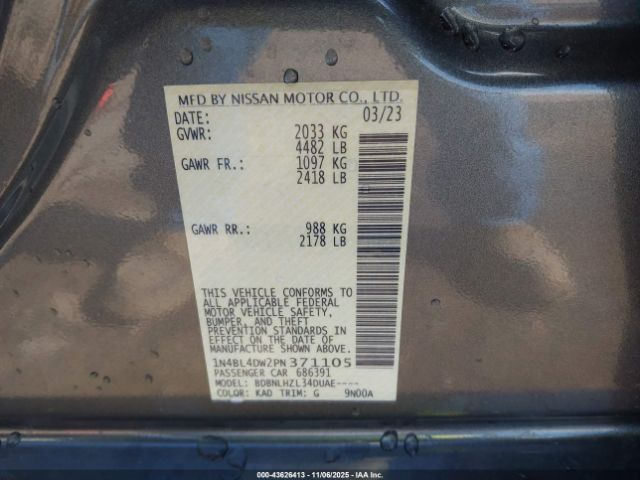 MFD BY NISSAN MOTOR CO., LTD.
DATE: 03/23
GVWR: 2033 KG
4482 LB
GAWR FR.: 1097 KG
2418 LB
GAWR RR.: 988 KG
2178 LB
THIS VEHICLE CONFORMS TO
ALL APPLICABLE FEDERAL
MOTOR VEHICLE SAFETY,
BUMPER, AND THEFT
PREVENTION STANDARDS IN
EFFECT ON THE DATE OF
MANUFACTURE SHOWN ABOVE.
1N4BL4DW2PN371105
PASSENGER CAR 686391
MODEL: BDBNLHZL34DUAE----
COLOR: KAD TRIM: G 9N00A
000-43626413 - 11/06/2025 - IAA Inc.